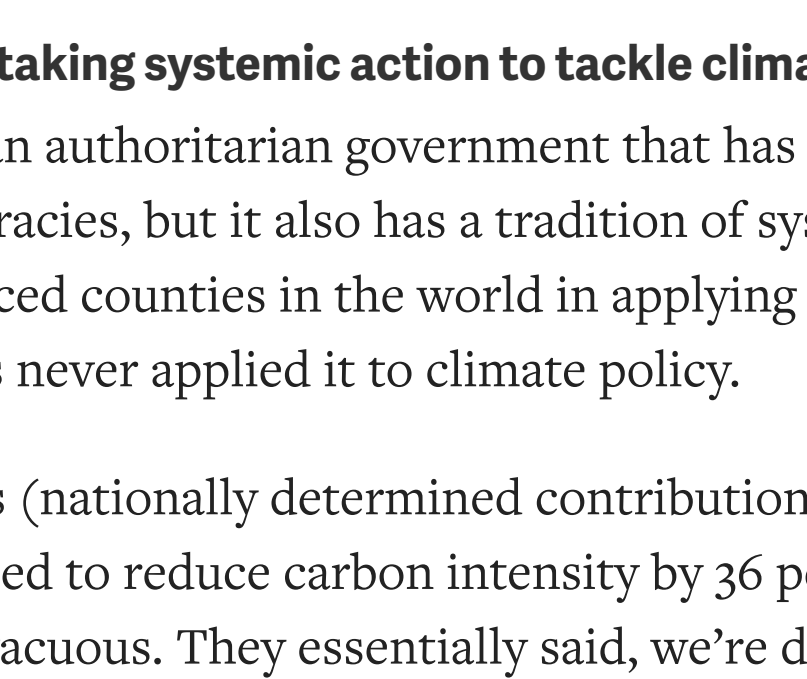 taking systemic action to tackle clima
an authoritarian government that has
racies, but it also has a tradition of sys
ced counties in the world in applying
s never applied it to climate policy.
s (nationally determined contribution
ed to reduce carbon intensity by 36 pe
acuous. They essentially said, we’re d